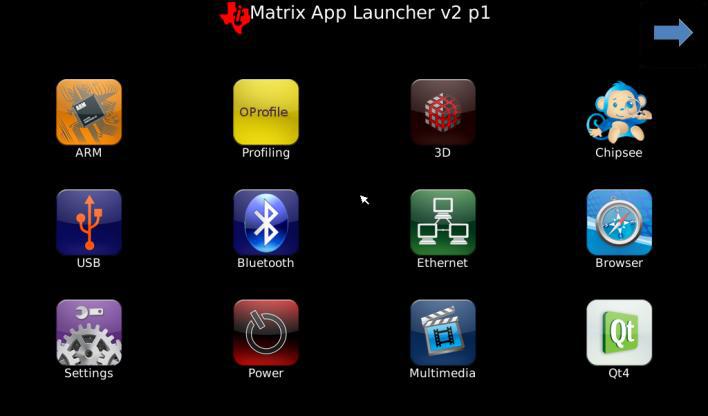 Matrix App Launcher v2 p1
ARM
OProfile
ARM
Profiling
3D
Chipsee
USB
Bluetooth
Ethernet
Browser
Qt
Settings
Power
Multimedia
Qt4